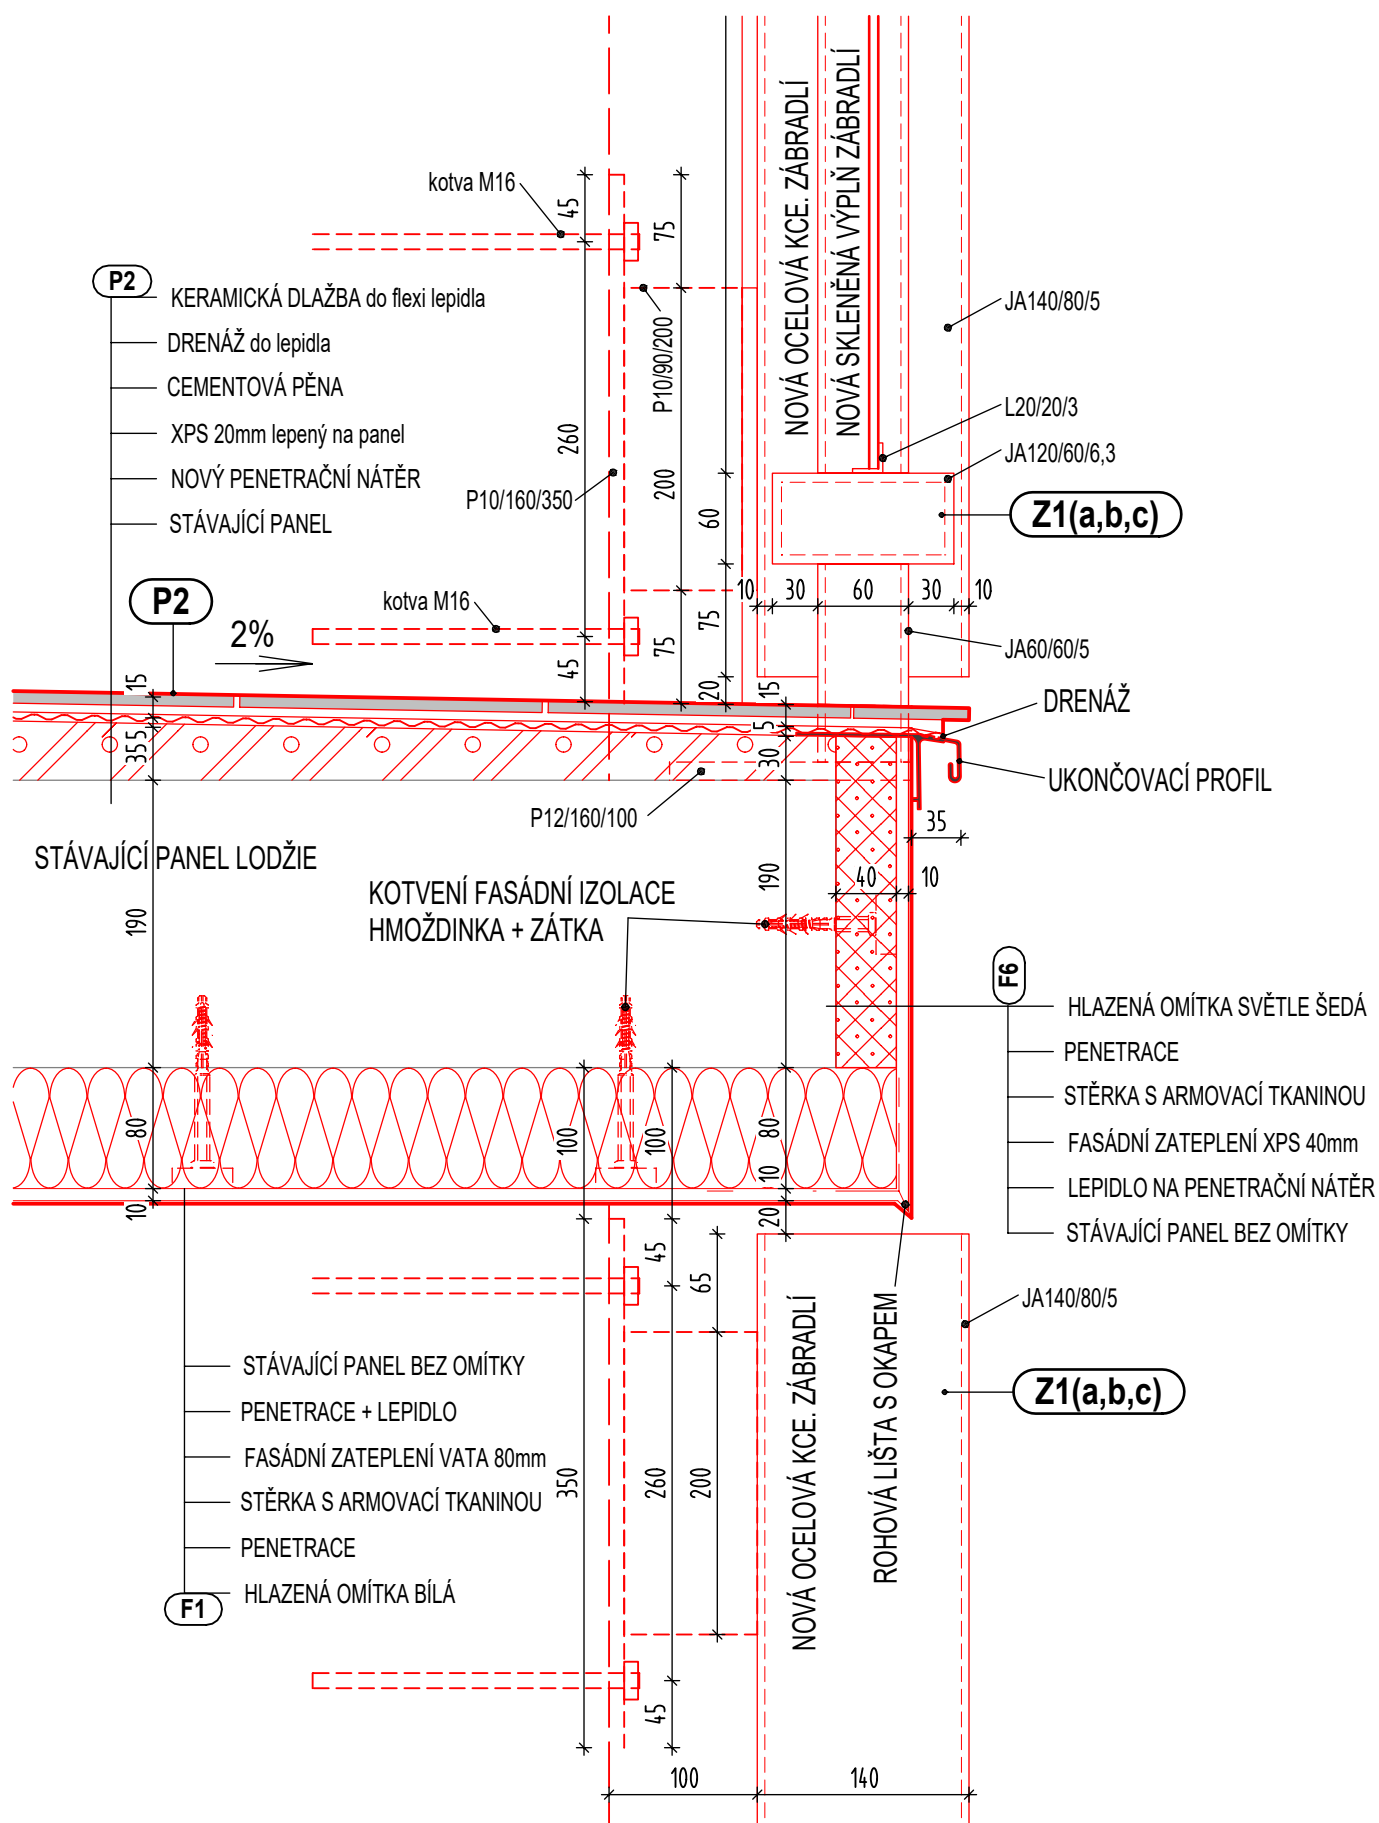 kotva M16
45
75
NOVÁ OCELOVÁ KCE. ZÁBRADLÍ
NOVÁ SKLENĚNÁ VÝPLŇ ZÁBRADLÍ
P2
KERAMICKÁ DLAŽBA do flexi lepidla
DRENÁŽ do lepidla
CEMENTOVÁ PĚNA
XPS 20mm lepený na panel
NOVÝ PENETRAČNÍ NÁTĚR
STÁVAJÍCÍ PANEL
JA140/80/5
P10/90/200
L20/20/3
JA120/60/6,3
260
200
60
P10/160/350
Z1(a,b,c)
10
30
60
30
10
P2
2%
kotva M16
45
75
75
20
JA60/60/5
15
15
DRENÁŽ
5
5
35
30
UKONČOVACÍ PROFIL
P12/160/100
35
STÁVAJÍCÍ PANEL LODŽIE
190
190
40
10
KOTVENÍ FASÁDNÍ IZOLACE
HMOŽDINKA + ZÁTKA
F6
HLAZENÁ OMÍTKA SVĚTLE ŠEDÁ
PENETRACE
STĚRKA S ARMOVACÍ TKANINOU
FASÁDNÍ ZATEPLENÍ XPS 40mm
LEPIDLO NA PENETRAČNÍ NÁTĚR
STÁVAJÍCÍ PANEL BEZ OMÍTKY
80
100
100
80
10
10
20
45
65
NOVÁ OCELOVÁ KCE. ZÁBRADLÍ
ROHOVÁ LIŠTA S OKAPEM
JA140/80/5
Z1(a,b,c)
STÁVAJÍCÍ PANEL BEZ OMÍTKY
PENETRACE + LEPIDLO
FASÁDNÍ ZATEPLENÍ VATA 80mm
STĚRKA S ARMOVACÍ TKANINOU
PENETRACE
HLAZENÁ OMÍTKA BÍLÁ
F1
350
260
200
45
100
140